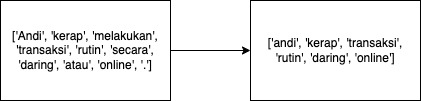 ['Andi', 'kerap', 'melakukan',
'transaksi', 'rutin', 'secara',
'daring', 'atau', 'online', '.']
['andi', 'kerap', 'transaksi',
'rutin', 'daring', 'online']